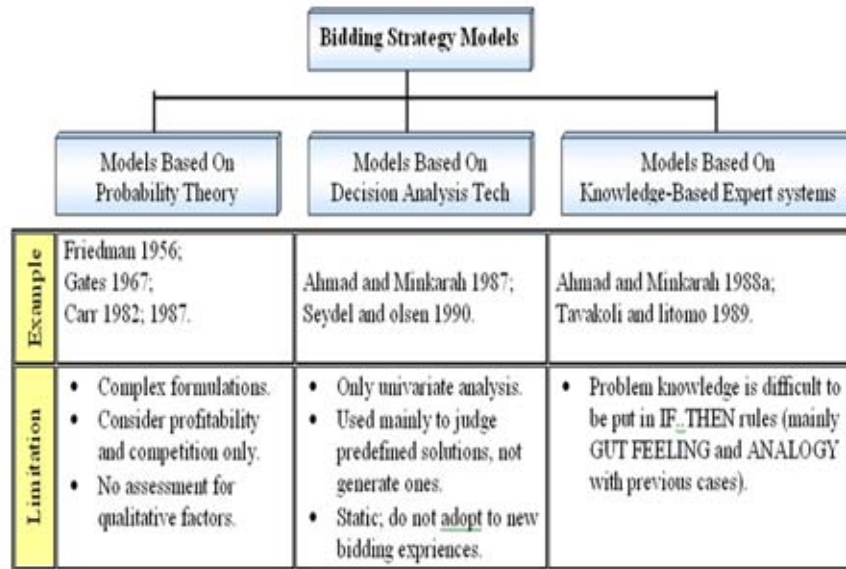 Bidding Strategy Models
Models Based On
Probability Theory
Models Based On
Decision Analysis Tech
Models Based On
Knowledge-Based Expert systems
Example
Friedman 1956;
Gates 1967;
Carr 1982; 1987.
Ahmad and Minkarah 1987;
Seydel and olsen 1990.
Ahmad and Minkarah 1988a;
Tavakoli and litomo 1989.
Limitation
• Complex formulations.
• Consider profitability
and competition only.
• No assessment for
qualitative factors.
• Only univariate analysis.
• Used mainly to judge
predefined solutions, not
generate ones.
• Static; do not adopt to new
bidding expriences.
• Problem knowledge is difficult to
be put in IF..THEN rules (mainly
GUT FEELING and ANALOGY
with previous cases).